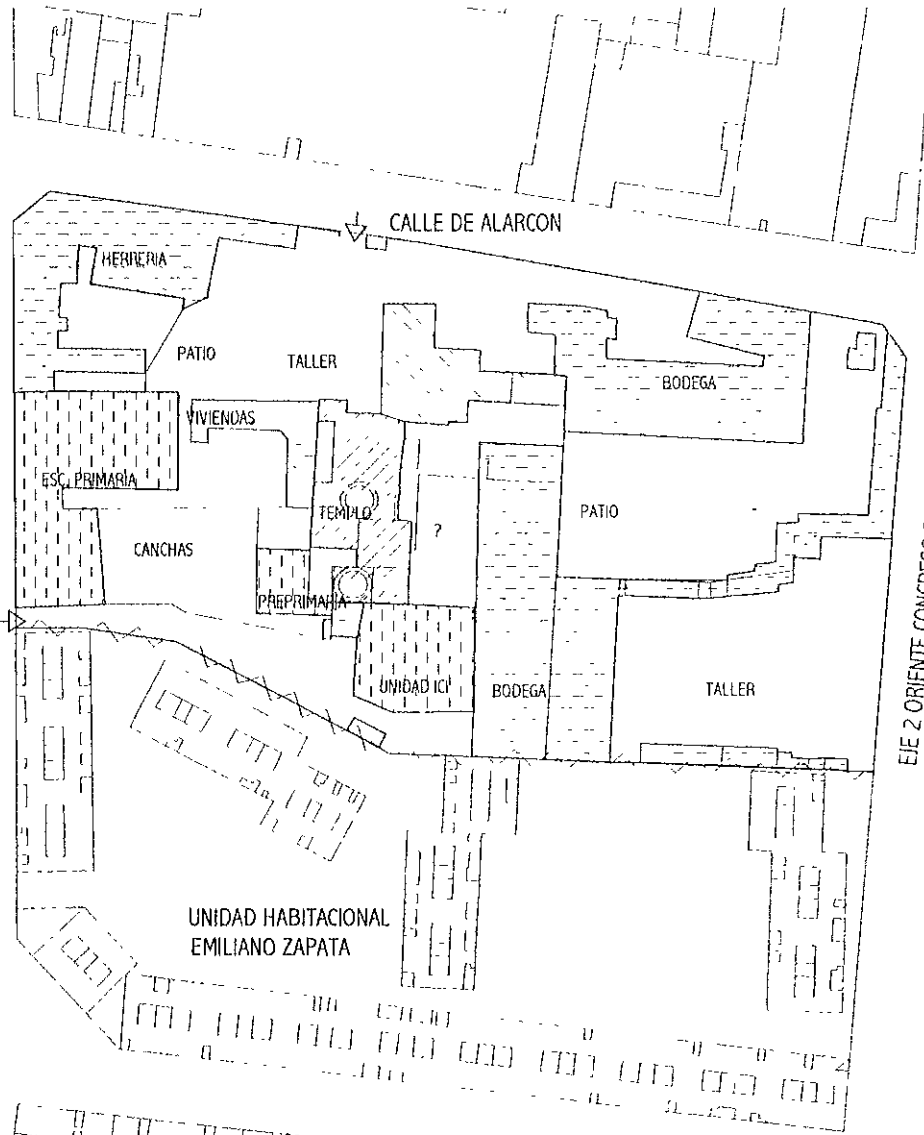 CALLE DE ALARCON
HERRERIA
PATIO
TALLER
BODEGA
VIVIENDAS
ESC. PRIMARIA
TEMPLO
PATIO
?
CANCHAS
PREPRIMARIA
UNIDAD ICI
BODEGA
TALLER
EJE 2 ORIENTE
UNIDAD HABITACIONAL
EMILIANO ZAPATA